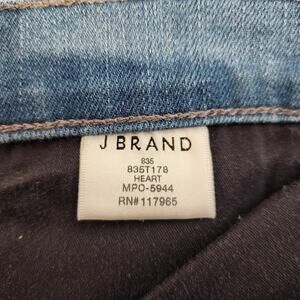 J BRAND
835
835T178
HEART
MPO-5944
RN# 117965